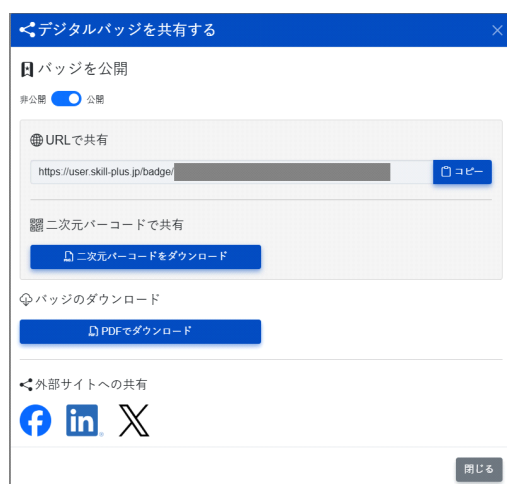 デジタルバッジを共有する
バッジを公開
非公開 公開
URLで共有
https://user.skill-plus.jp/badge/
コピー
二次元バーコードで共有
二次元バーコードをダウンロード
バッジのダウンロード
PDFでダウンロード
外部サイトへの共有
f in X
閉じる